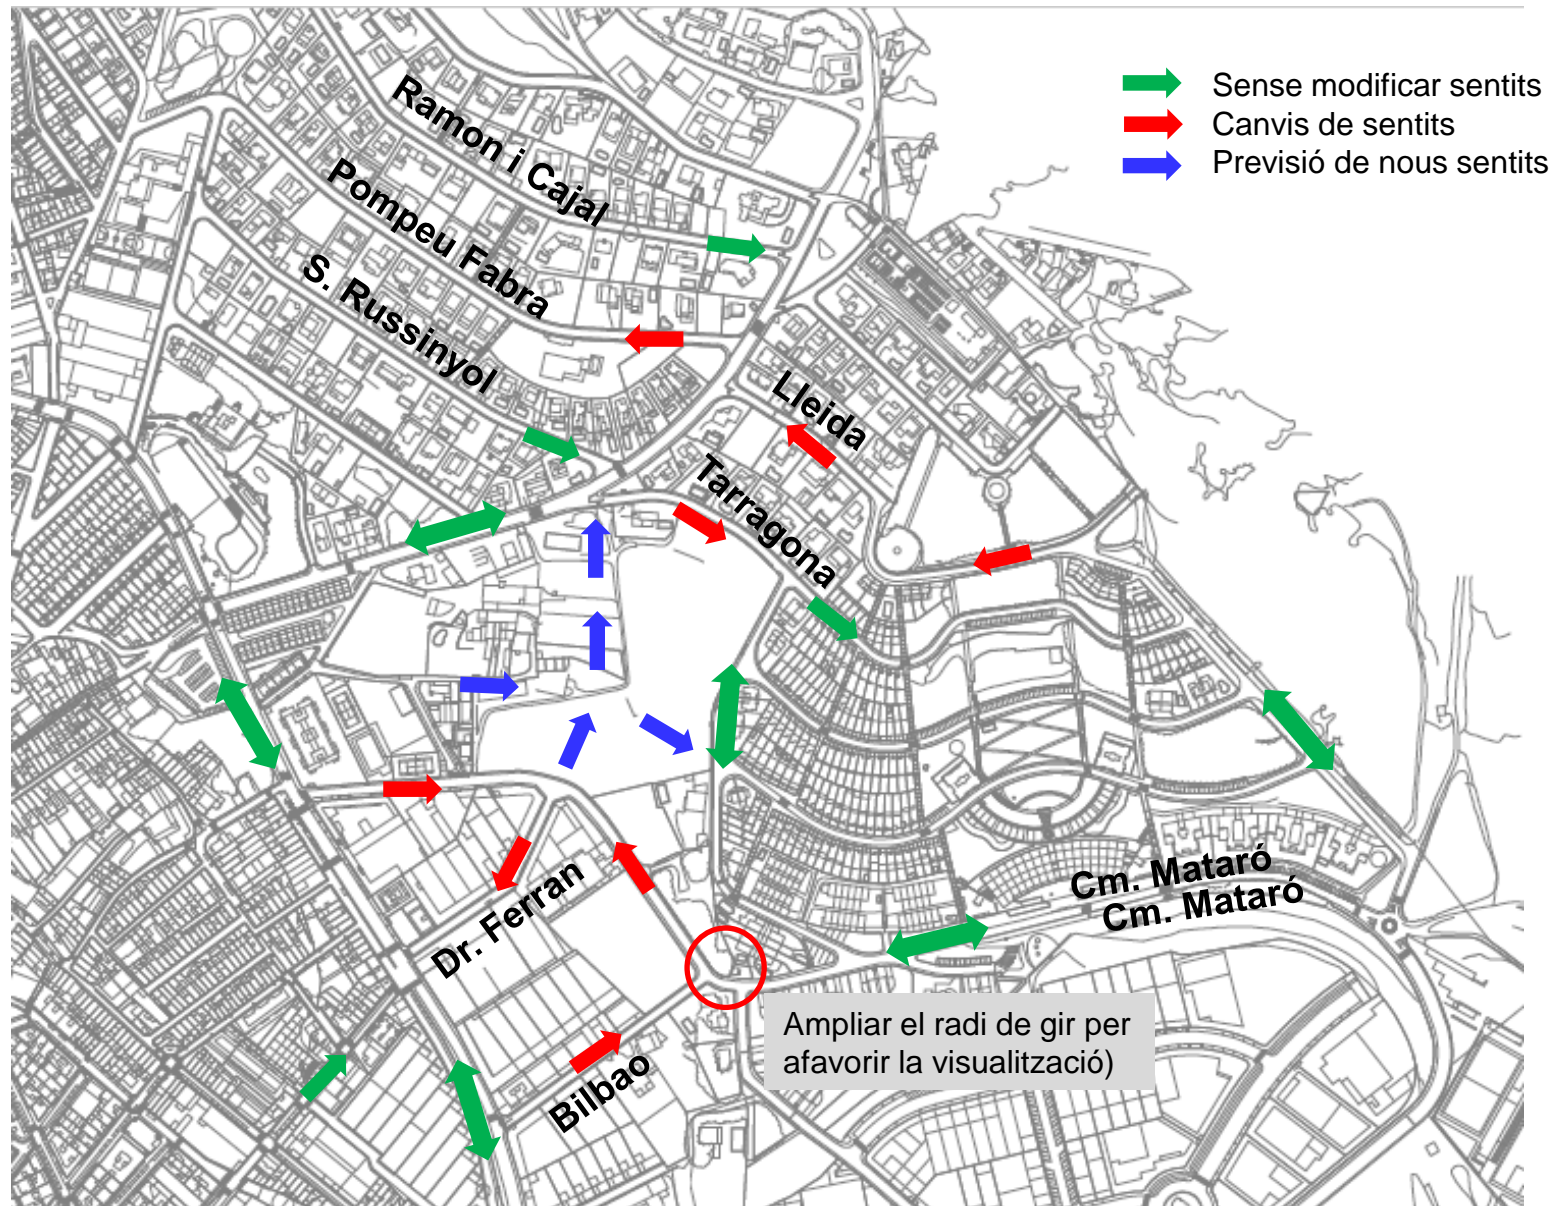 Sense modificar sentits
Canvis de sentits
Previsió de nous sentits
Ramon i Cajal
Pompeu Fabra
S. Russinyol
Lleida
Tarragona
Cm. Mataró
Cm. Mataró
Dr. Ferran
Bilbao
Ampliar el radi de gir per
afavorir la visualització)